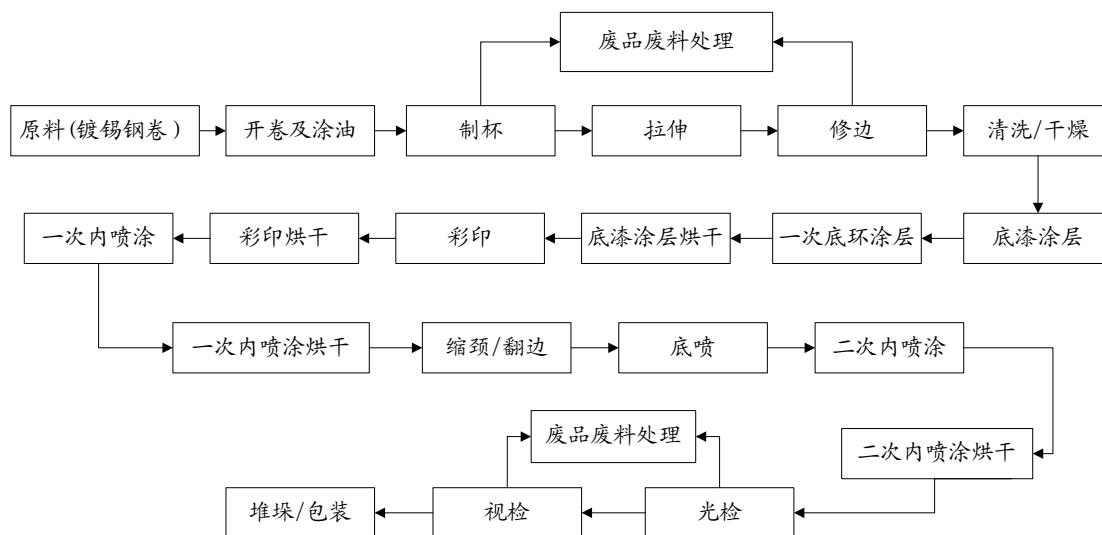 废品废料处理
原料(镀锡钢卷)
开卷及涂油
制杯
拉伸
修边
清洗/干燥
一次内喷涂
彩印烘干
彩印
底漆涂层烘干
一次底环涂层
底漆涂层
一次内喷涂烘干
缩颈/翻边
底喷
二次内喷涂
废品废料处理
二次内喷涂烘干
堆垛/包装
视检
光检